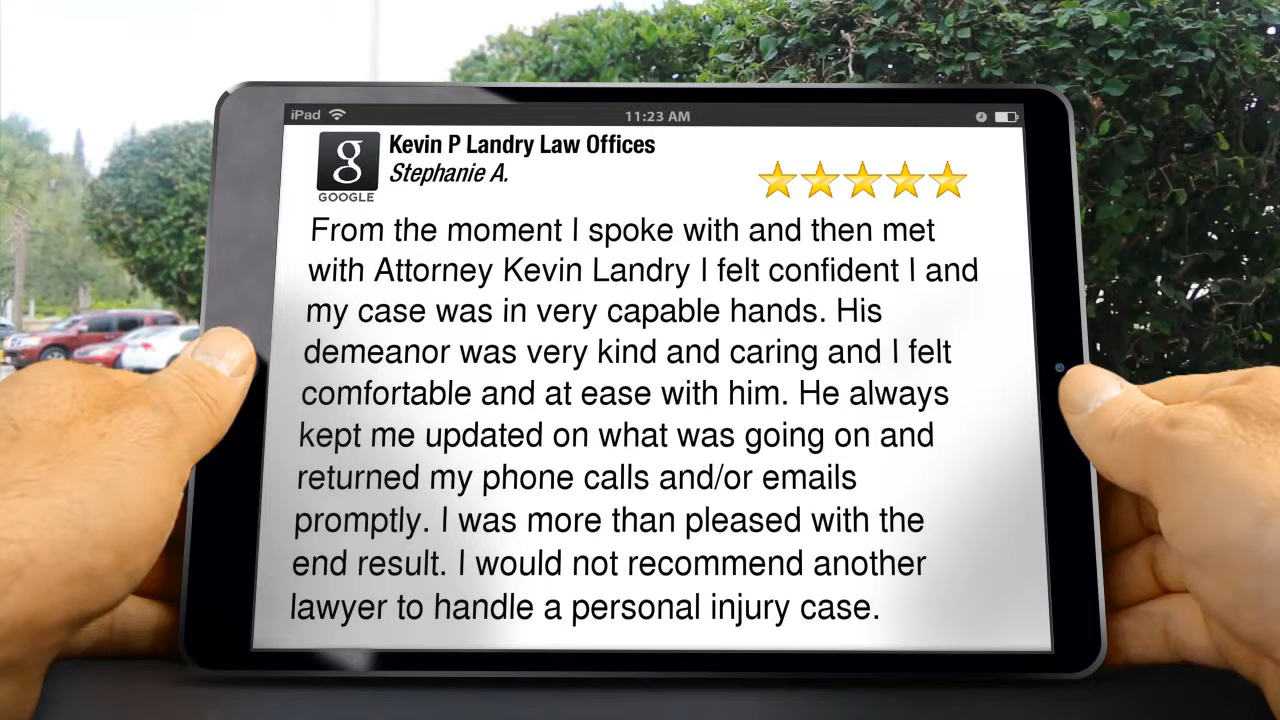 iPad 11:23 AM
g
GOOGLE
Kevin P Landry Law Offices
Stephanie A.
From the moment I spoke with and then met
with Attorney Kevin Landry I felt confident I and
my case was in very capable hands. His
demeanor was very kind and caring and I felt
comfortable and at ease with him. He always
kept me updated on what was going on and
returned my phone calls and/or emails
promptly. I was more than pleased with the
end result. I would not recommend another
lawyer to handle a personal injury case.